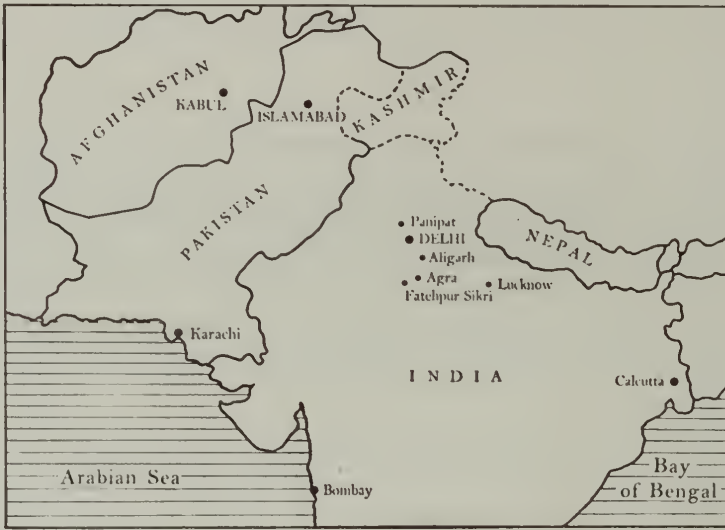 AFGHANISTAN
KABUL
ISLAMABAD
KASHMIR
PAKISTAN
Panipat
DELHI
Aligarh
Agra
Fatehpur Sikri
Lucknow
NEPAL
Karachi
INDIA
Calcutta
Arabian Sea
Bombay
Bay
of Bengal